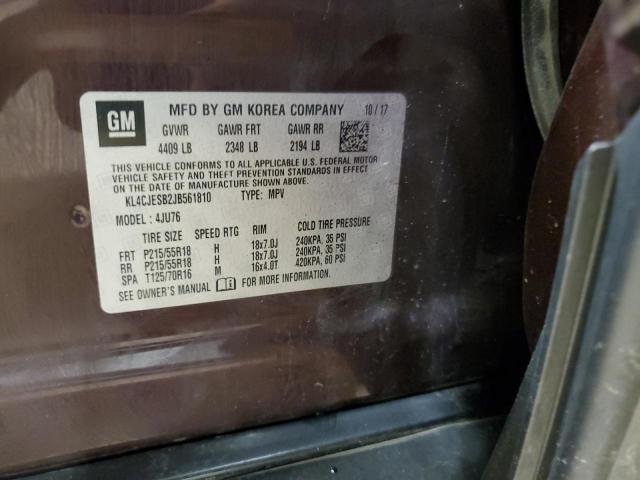 GM MFD BY GM KOREA COMPANY 10/17
GVWR GAWR FRT GAWR RR
4409 LB 2348 LB 2194 LB
THIS VEHICLE CONFORMS TO ALL APPLICABLE U.S. FEDERAL MOTOR
VEHICLE SAFETY AND THEFT PREVENTION STANDARDS IN EFFECT
ON THE DATE OF MANUFACTURE SHOWN ABOVE.
KL4CJESB2JB561810 TYPE: MPV
MODEL: 4JU76
TIRE SIZE SPEED RTG RIM COLD TIRE PRESSURE
FRT P215/55R18 H 18x7.0J 240KPA, 35 PSI
RR P215/55R18 H 18x7.0J 240KPA, 35 PSI
SPA T125/70R16 M 16x4.0T 420KPA, 60 PSI
SEE OWNER'S MANUAL FOR MORE INFORMATION.